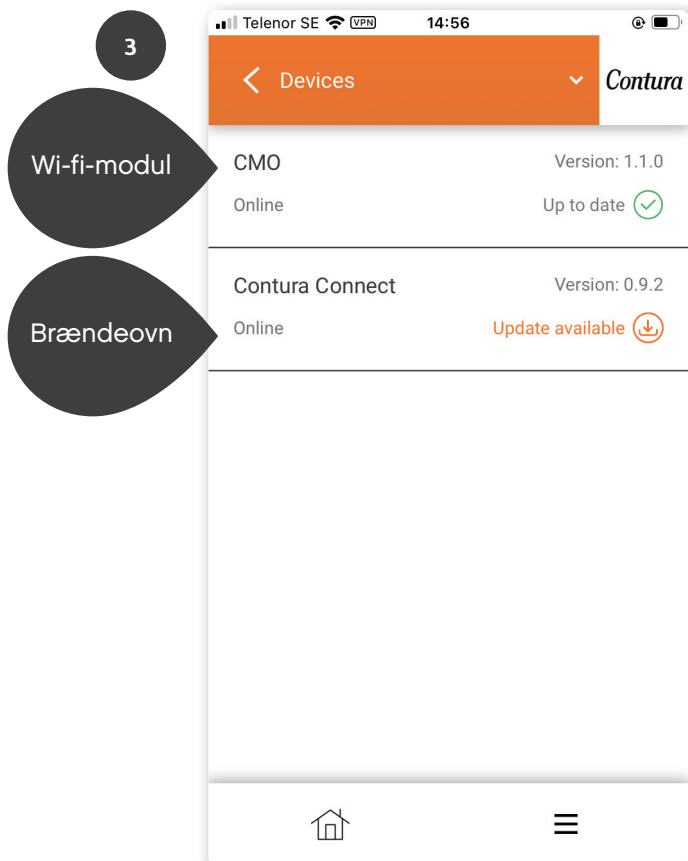 3
Telenor SE VPN 14:56
Devices
Contura
Wi-fi-modul
CMO Version: 1.1.0
Online Up to date
Brændeovn
Contura Connect Version: 0.9.2
Online Update available